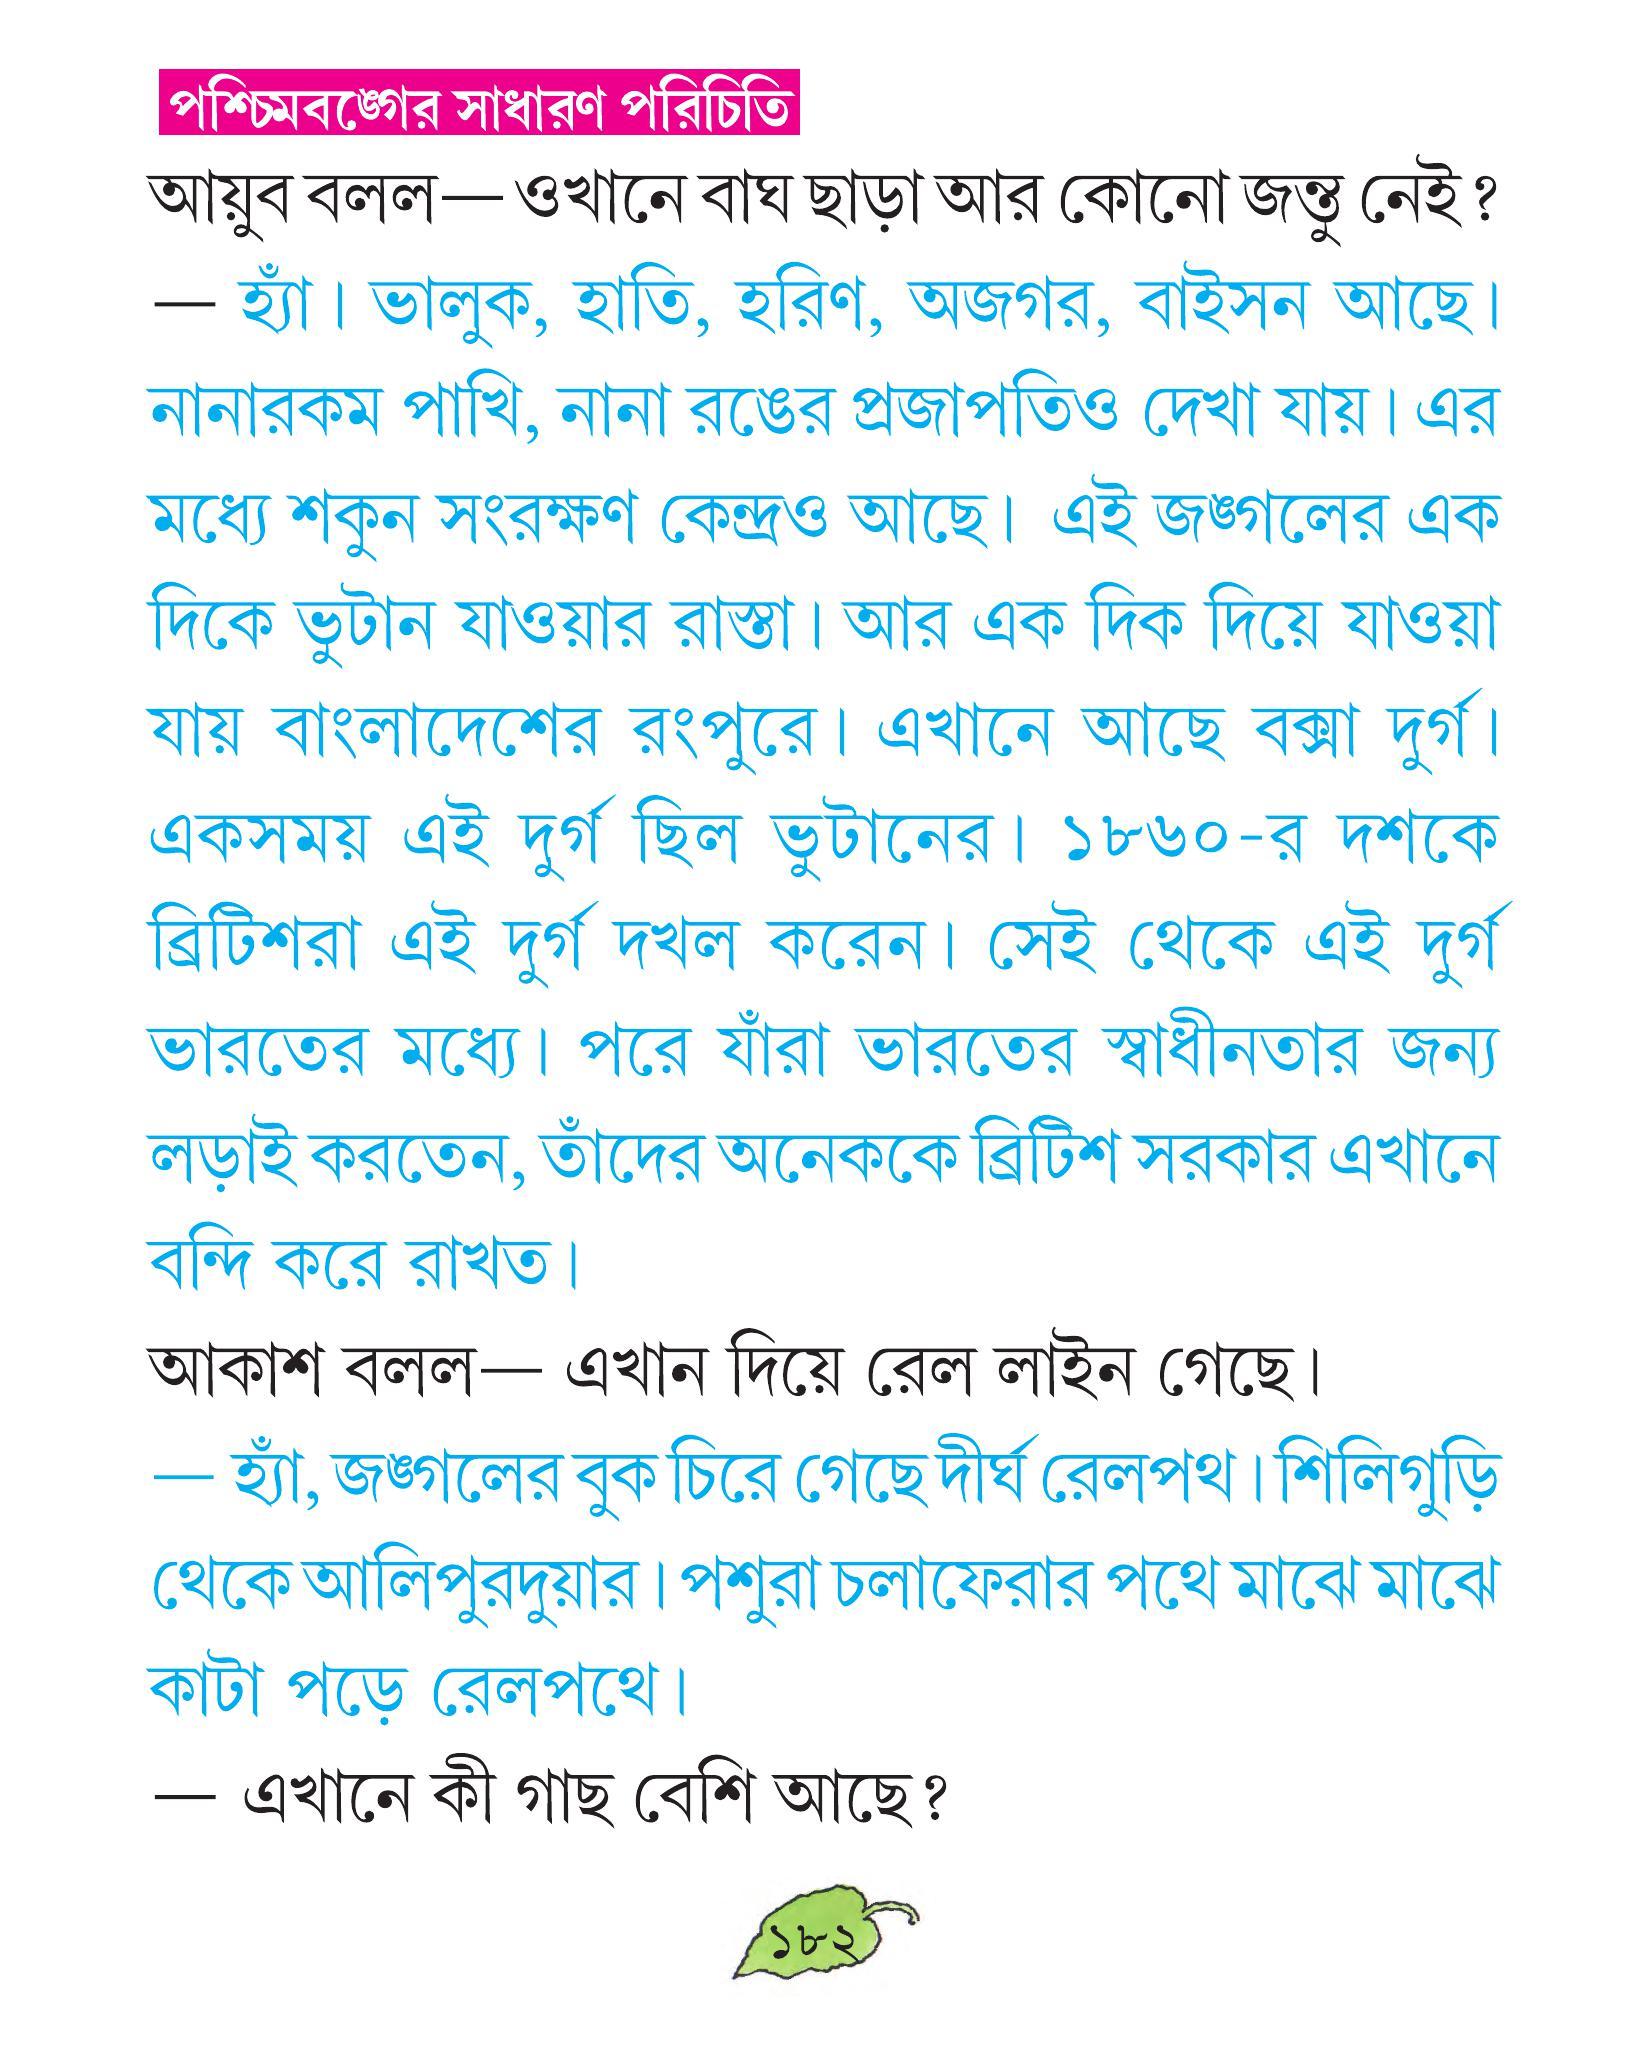 পশ্চিমবঙ্গের সাধারণ পরিচিতি
আয়ুব বলল— ওখানে বাঘ ছাড়া আর কোনো জন্তু নেই?
— হ্যাঁ। ভালুক, হাতি, হরিণ, অজগর, বাইসন আছে।
নানারকম পাখি, নানা রঙের প্রজাপতিও দেখা যায়। এর
মধ্যে শকুন সংরক্ষণ কেন্দ্রও আছে। এই জঙ্গলের এক
দিকে ভুটান যাওয়ার রাস্তা। আর এক দিক দিয়ে যাওয়া
যায় বাংলাদেশের রংপুরে। এখানে আছে বক্সা দুর্গ।
একসময় এই দুর্গ ছিল ভুটানের। ১৮৬০-র দশকে
ব্রিটিশরা এই দুর্গ দখল করেন। সেই থেকে এই দুর্গ
ভারতের মধ্যে। পরে যাঁরা ভারতের স্বাধীনতার জন্য
লড়াই করতেন, তাঁদের অনেককে ব্রিটিশ সরকার এখানে
বন্দি করে রাখত।
আকাশ বলল— এখান দিয়ে রেল লাইন গেছে।
— হ্যাঁ, জঙ্গলের বুক চিরে গেছে দীর্ঘ রেলপথ। শিলিগুড়ি
থেকে আলিপুরদুয়ার। পশুরা চলাফেরার পথে মাঝে মাঝে
কাটা পড়ে রেলপথে।
— এখানে কী গাছ বেশি আছে?
১৮২